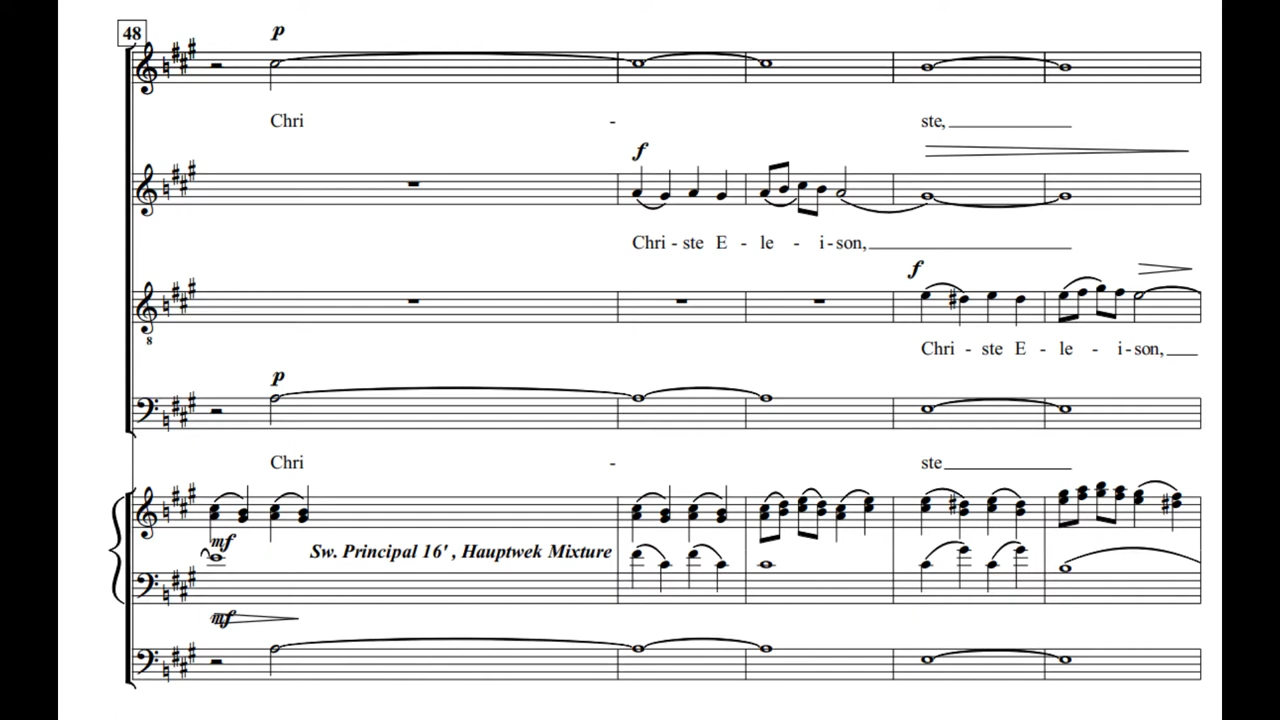 48
p
Chri - ste,
f
Chri - ste E - le - i - son,
f
8
Chri - ste E - le - i - son,
p
Chri - ste
mf
Sw. Principal 16' , Hauptwek Mixture
mf